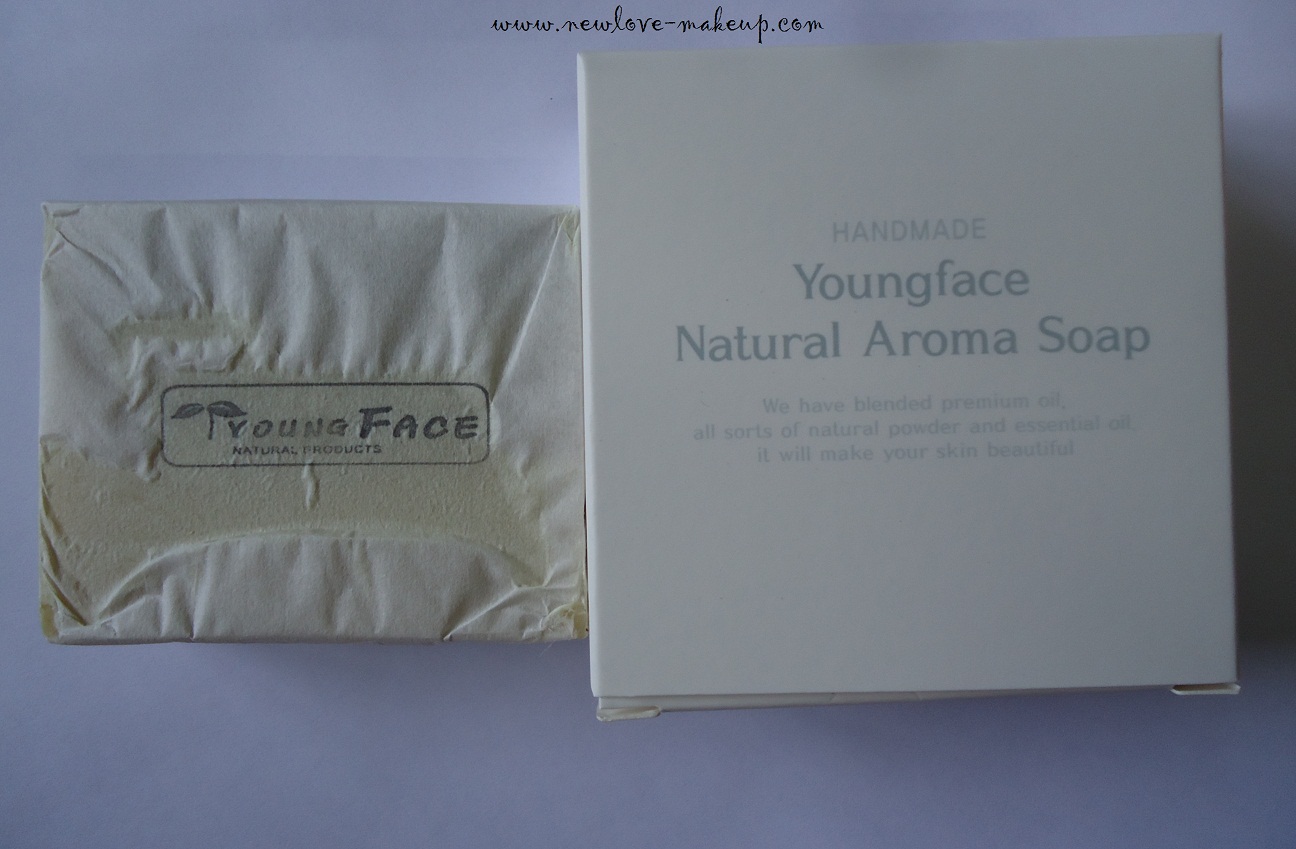 www.newlove-makeup.com
YOUNG FACE
NATURAL PRODUCTS
HANDMADE
Youngface
Natural Aroma Soap
We have blended premium oil,
all sorts of natural powder and essential oil,
it will make your skin beautiful